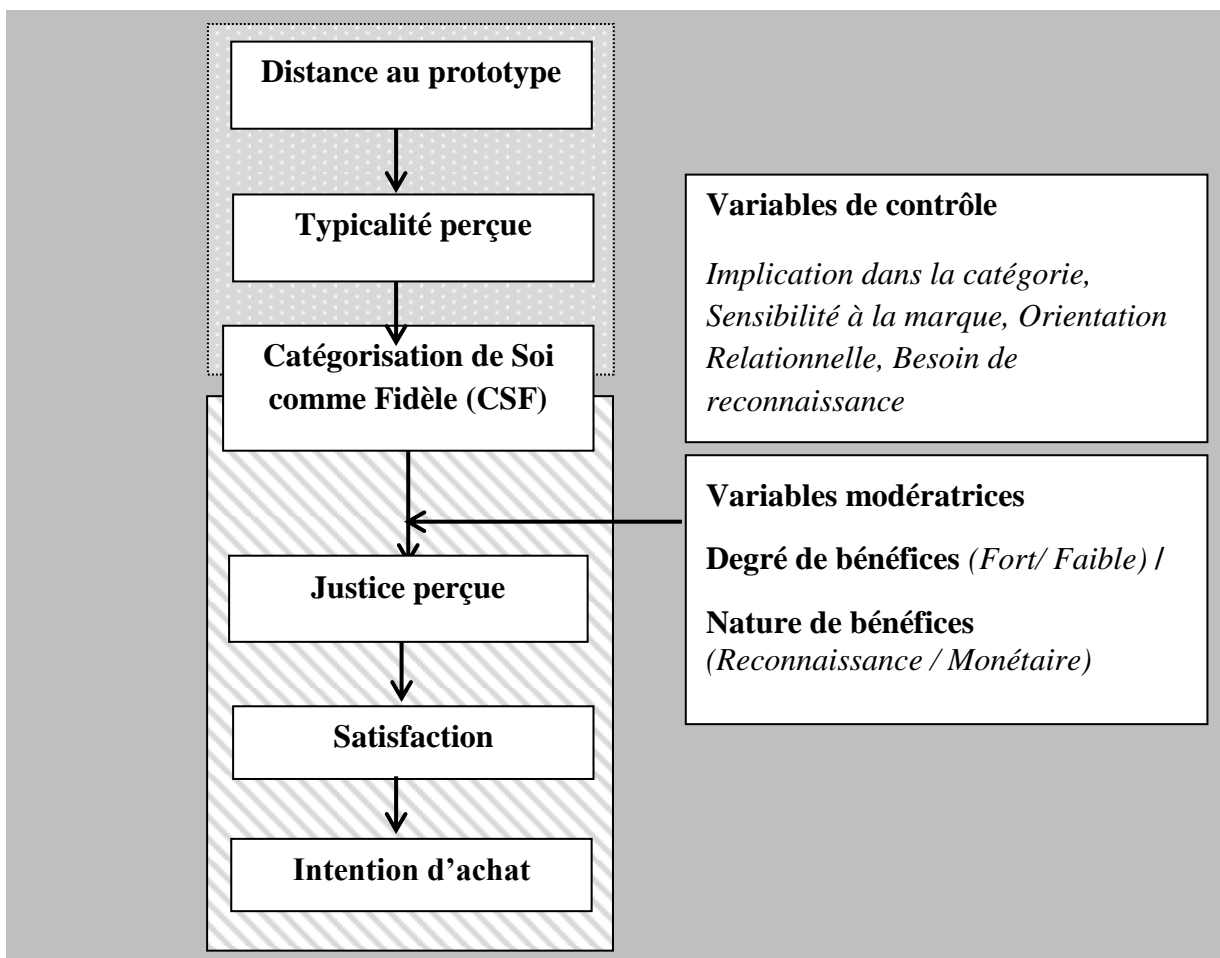 Distance au prototype
Typicalité perçue
Catégorisation de Soi
comme Fidèle (CSF)
Justice perçue
Satisfaction
Intention d’achat
Variables de contrôle
Implication dans la catégorie,
Sensibilité à la marque, Orientation
Relationnelle, Besoin de
reconnaissance
Variables modératrices
Degré de bénéfices (Fort/ Faible) /
Nature de bénéfices
(Reconnaissance / Monétaire)